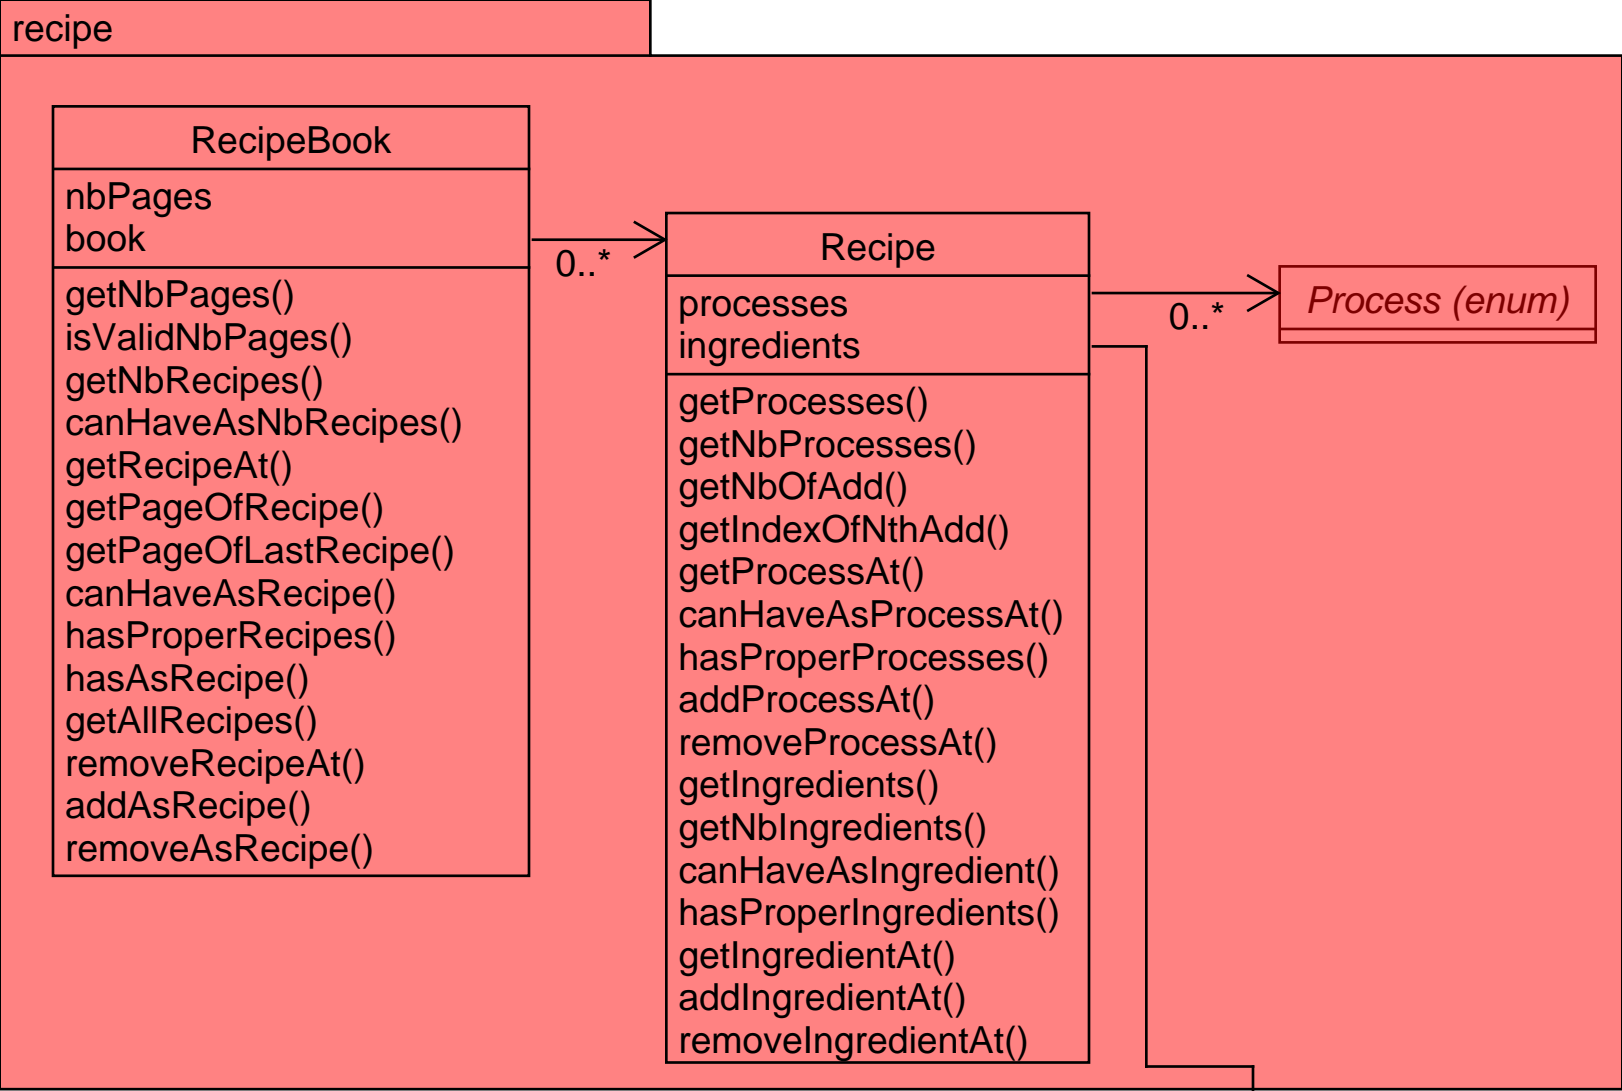 recipe
RecipeBook
nbPages
book
getNbPages()
isValidNbPages()
getNbRecipes()
canHaveAsNbRecipes()
getRecipeAt()
getPageOfRecipe()
getPageOfLastRecipe()
canHaveAsRecipe()
hasProperRecipes()
hasAsRecipe()
getAllRecipes()
removeRecipeAt()
addAsRecipe()
removeAsRecipe()
0..*
Recipe
processes
ingredients
getProcesses()
getNbProcesses()
getNbOfAdd()
getIndexOfNthAdd()
getProcessAt()
canHaveAsProcessAt()
hasProperProcesses()
addProcessAt()
removeProcessAt()
getIngredients()
getNbIngredients()
canHaveAsIngredient()
hasProperIngredients()
getIngredientAt()
addIngredientAt()
removeIngredientAt()
0..*
Process (enum)